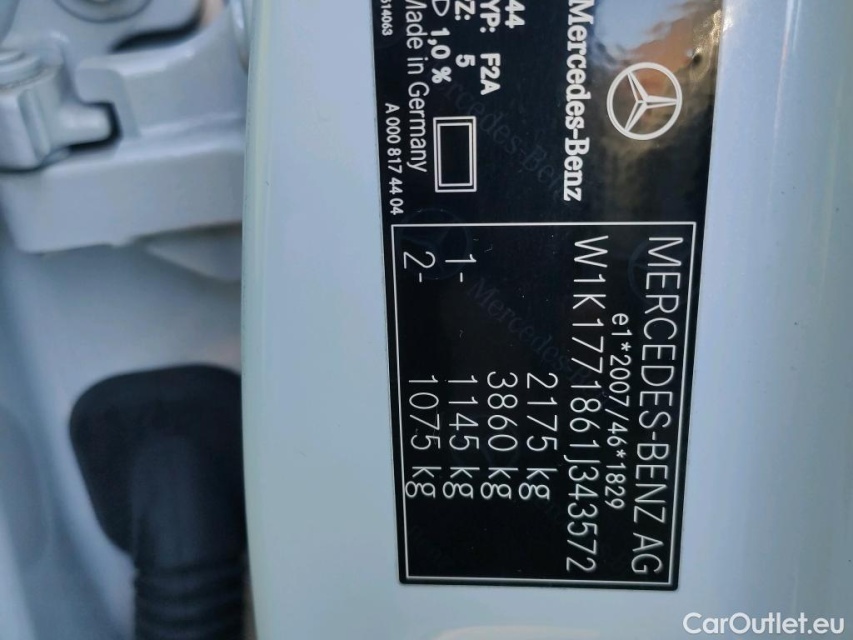 Mercedes-Benz
44
YP: F2A
Z: 5
D 1,0 %
Made in Germany
614063
A 000 817 44 04
MERCEDES-BENZ AG
e1*2007/46*1829
W1K1771861J343572
2175 kg
3860 kg
1- 1145 kg
2- 1075 kg
CarOutlet.eu